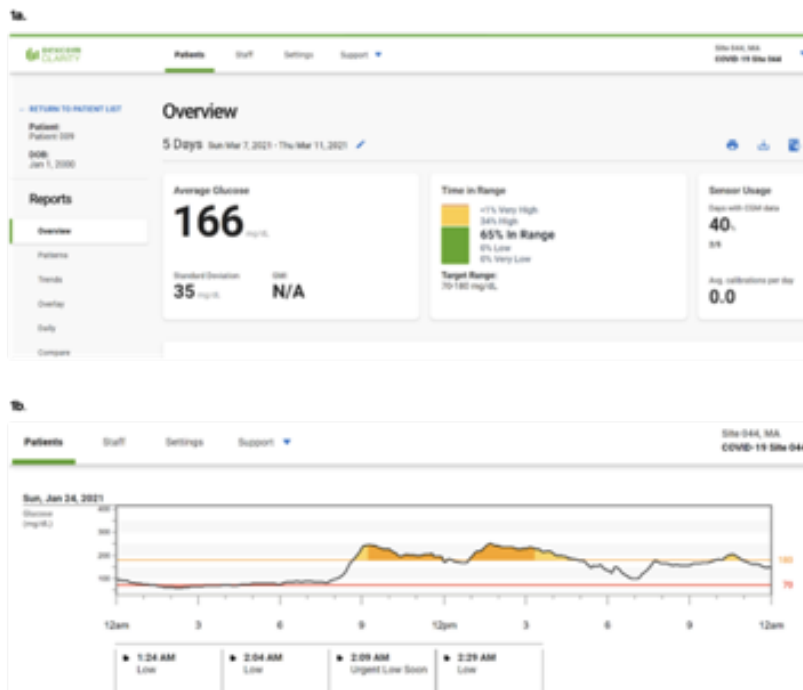 1a.
DEXCOM
CLARITY
Patients Staff Settings Support
Site 044, MA
COVID-19 Site 044
← RETURN TO PATIENT LIST
Patient:
Patient 009
DOB:
Jan 1, 2000
Reports
Overview
Patterns
Trends
Overlay
Daily
Compare
Overview
5 Days Sun Mar 7, 2021 - Thu Mar 11, 2021
Average Glucose
166 mg/dL
Standard Deviation
35 mg/dL
GMI
N/A
Time in Range
<1% Very High
34% High
65% In Range
0% Low
0% Very Low
Target Range:
70-180 mg/dL
Sensor Usage
Days with CGM data
40%
2/5
Avg. calibrations per day
0.0
1b.
Patients Staff Settings Support
Site 044, MA
COVID-19 Site 044
Sun, Jan 24, 2021
Glucose
(mg/dL)
400
300
200
100
180
70
12am 3 6 9 12pm 3 6 9 12am
1:24 AM
Low
2:04 AM
Low
2:09 AM
Urgent Low Soon
2:29 AM
Low